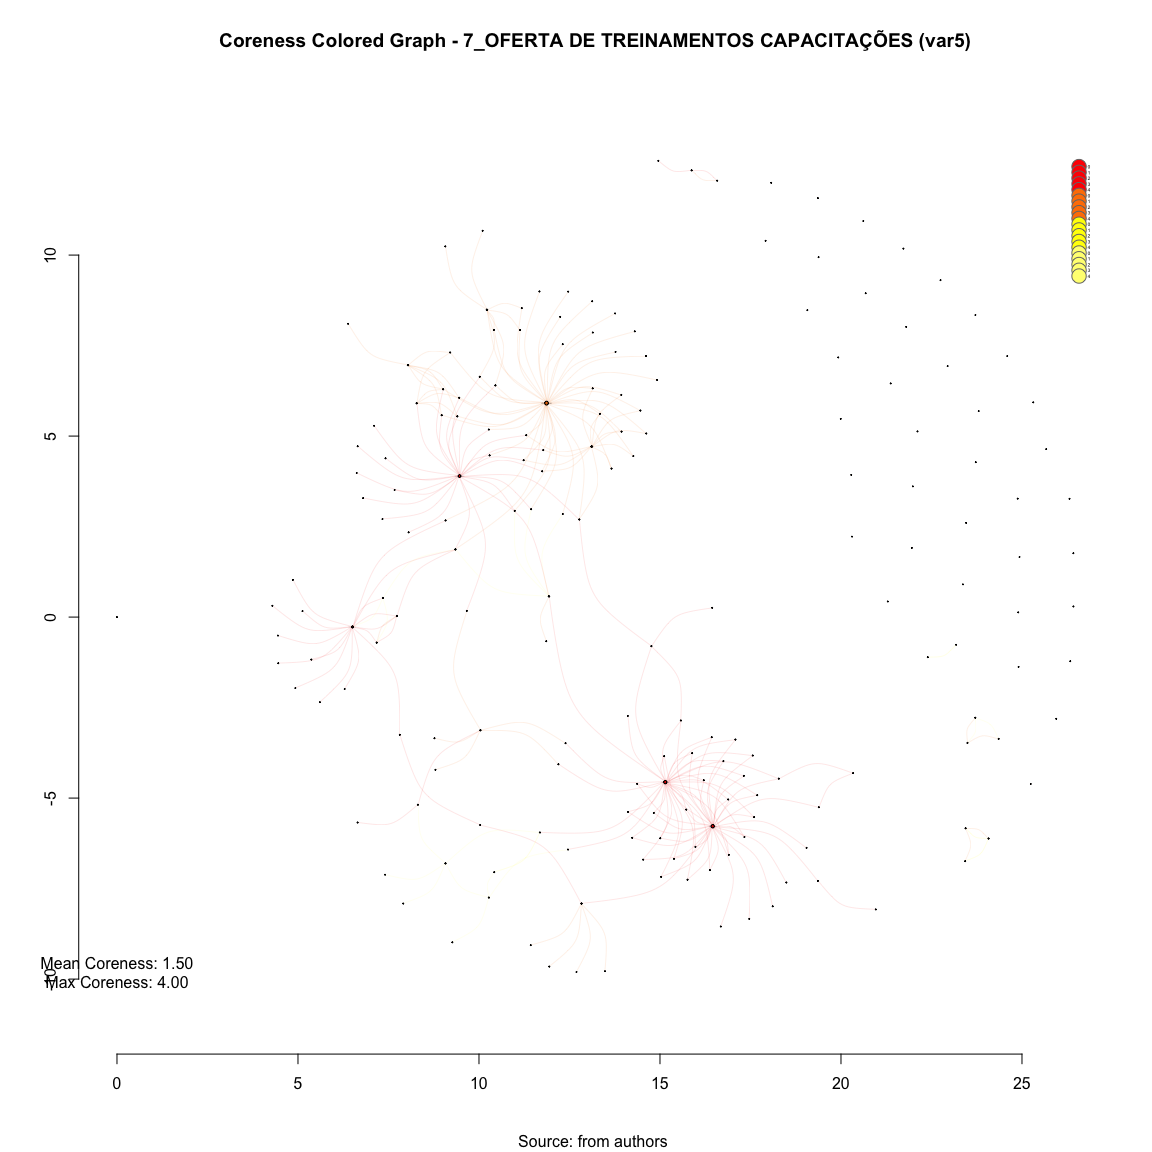 Coreness Colored Graph - 7_OFERTA DE TREINAMENTOS CAPACITAÇÕES (var5)
10
5
0
-5
Mean Coreness: 1.50
Max Coreness: 4.00
0 5 10 15 20 25
Source: from authors